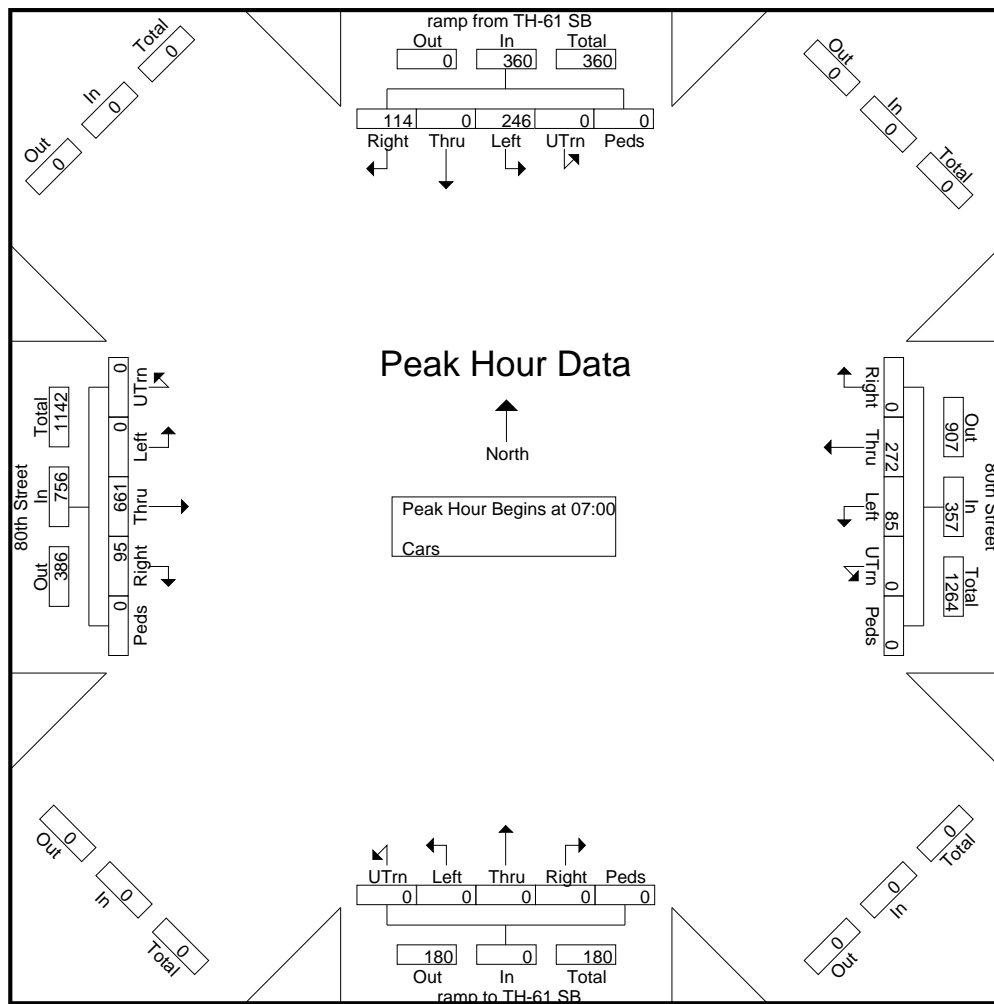 ramp from TH-61 SB
Out In Total
0 360 360
114 0 246 0 0
Right Thru Left UTrn Peds
Total
0
In
0
Out
0
Out
0
In
0
Total
0
80th Street
Total
1142
In
756
Out
386
0
UTrn
0
Left
661
Thru
95
Right
0
Peds
Peak Hour Data
North
Peak Hour Begins at 07:00
Cars
Right
0
Thru
272
Left
85
UTrn
0
Peds
0
Out
907
In
357
Total
1264
80th Street
0
Out
0
In
0
Total
UTrn Left Thru Right Peds
0 0 0 0 0
180 0 180
Out In Total
ramp to TH-61 SB
0
Total
0
In
0
Out